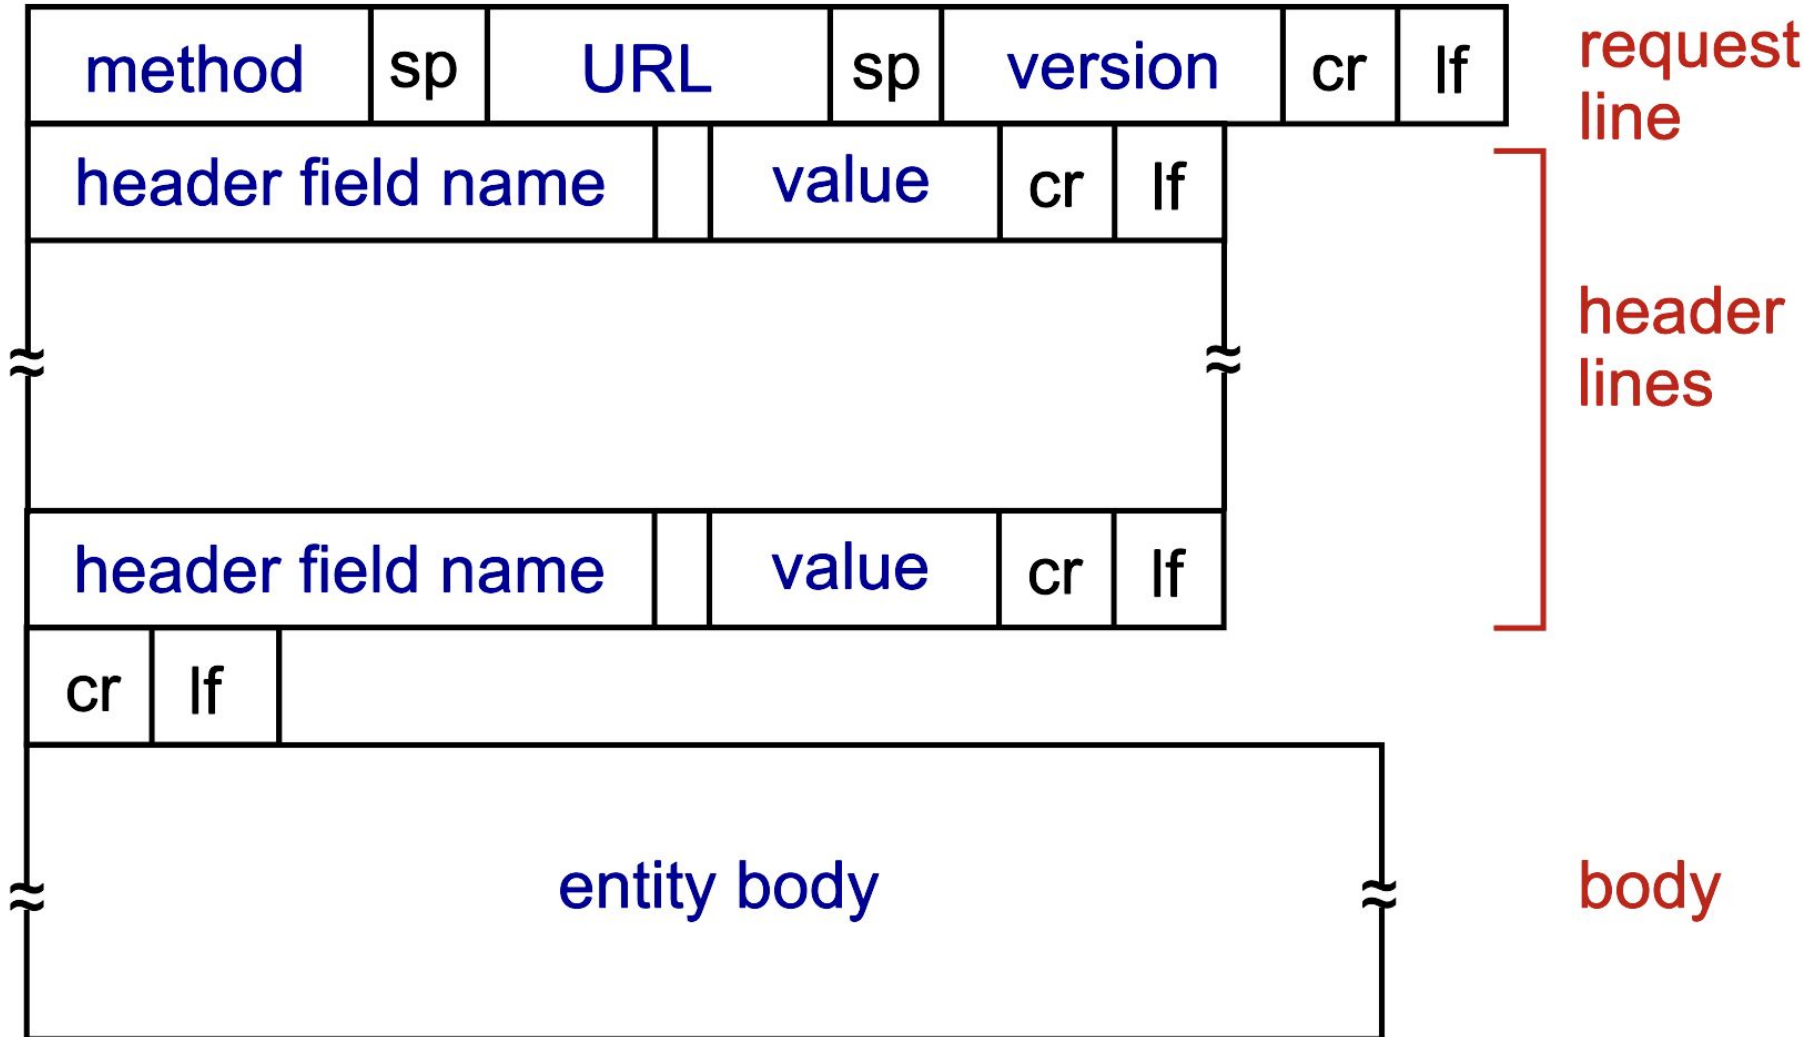 method sp URL sp version cr lf
request
line
header field name value cr lf
header
lines
header field name value cr lf
cr lf
entity body
body